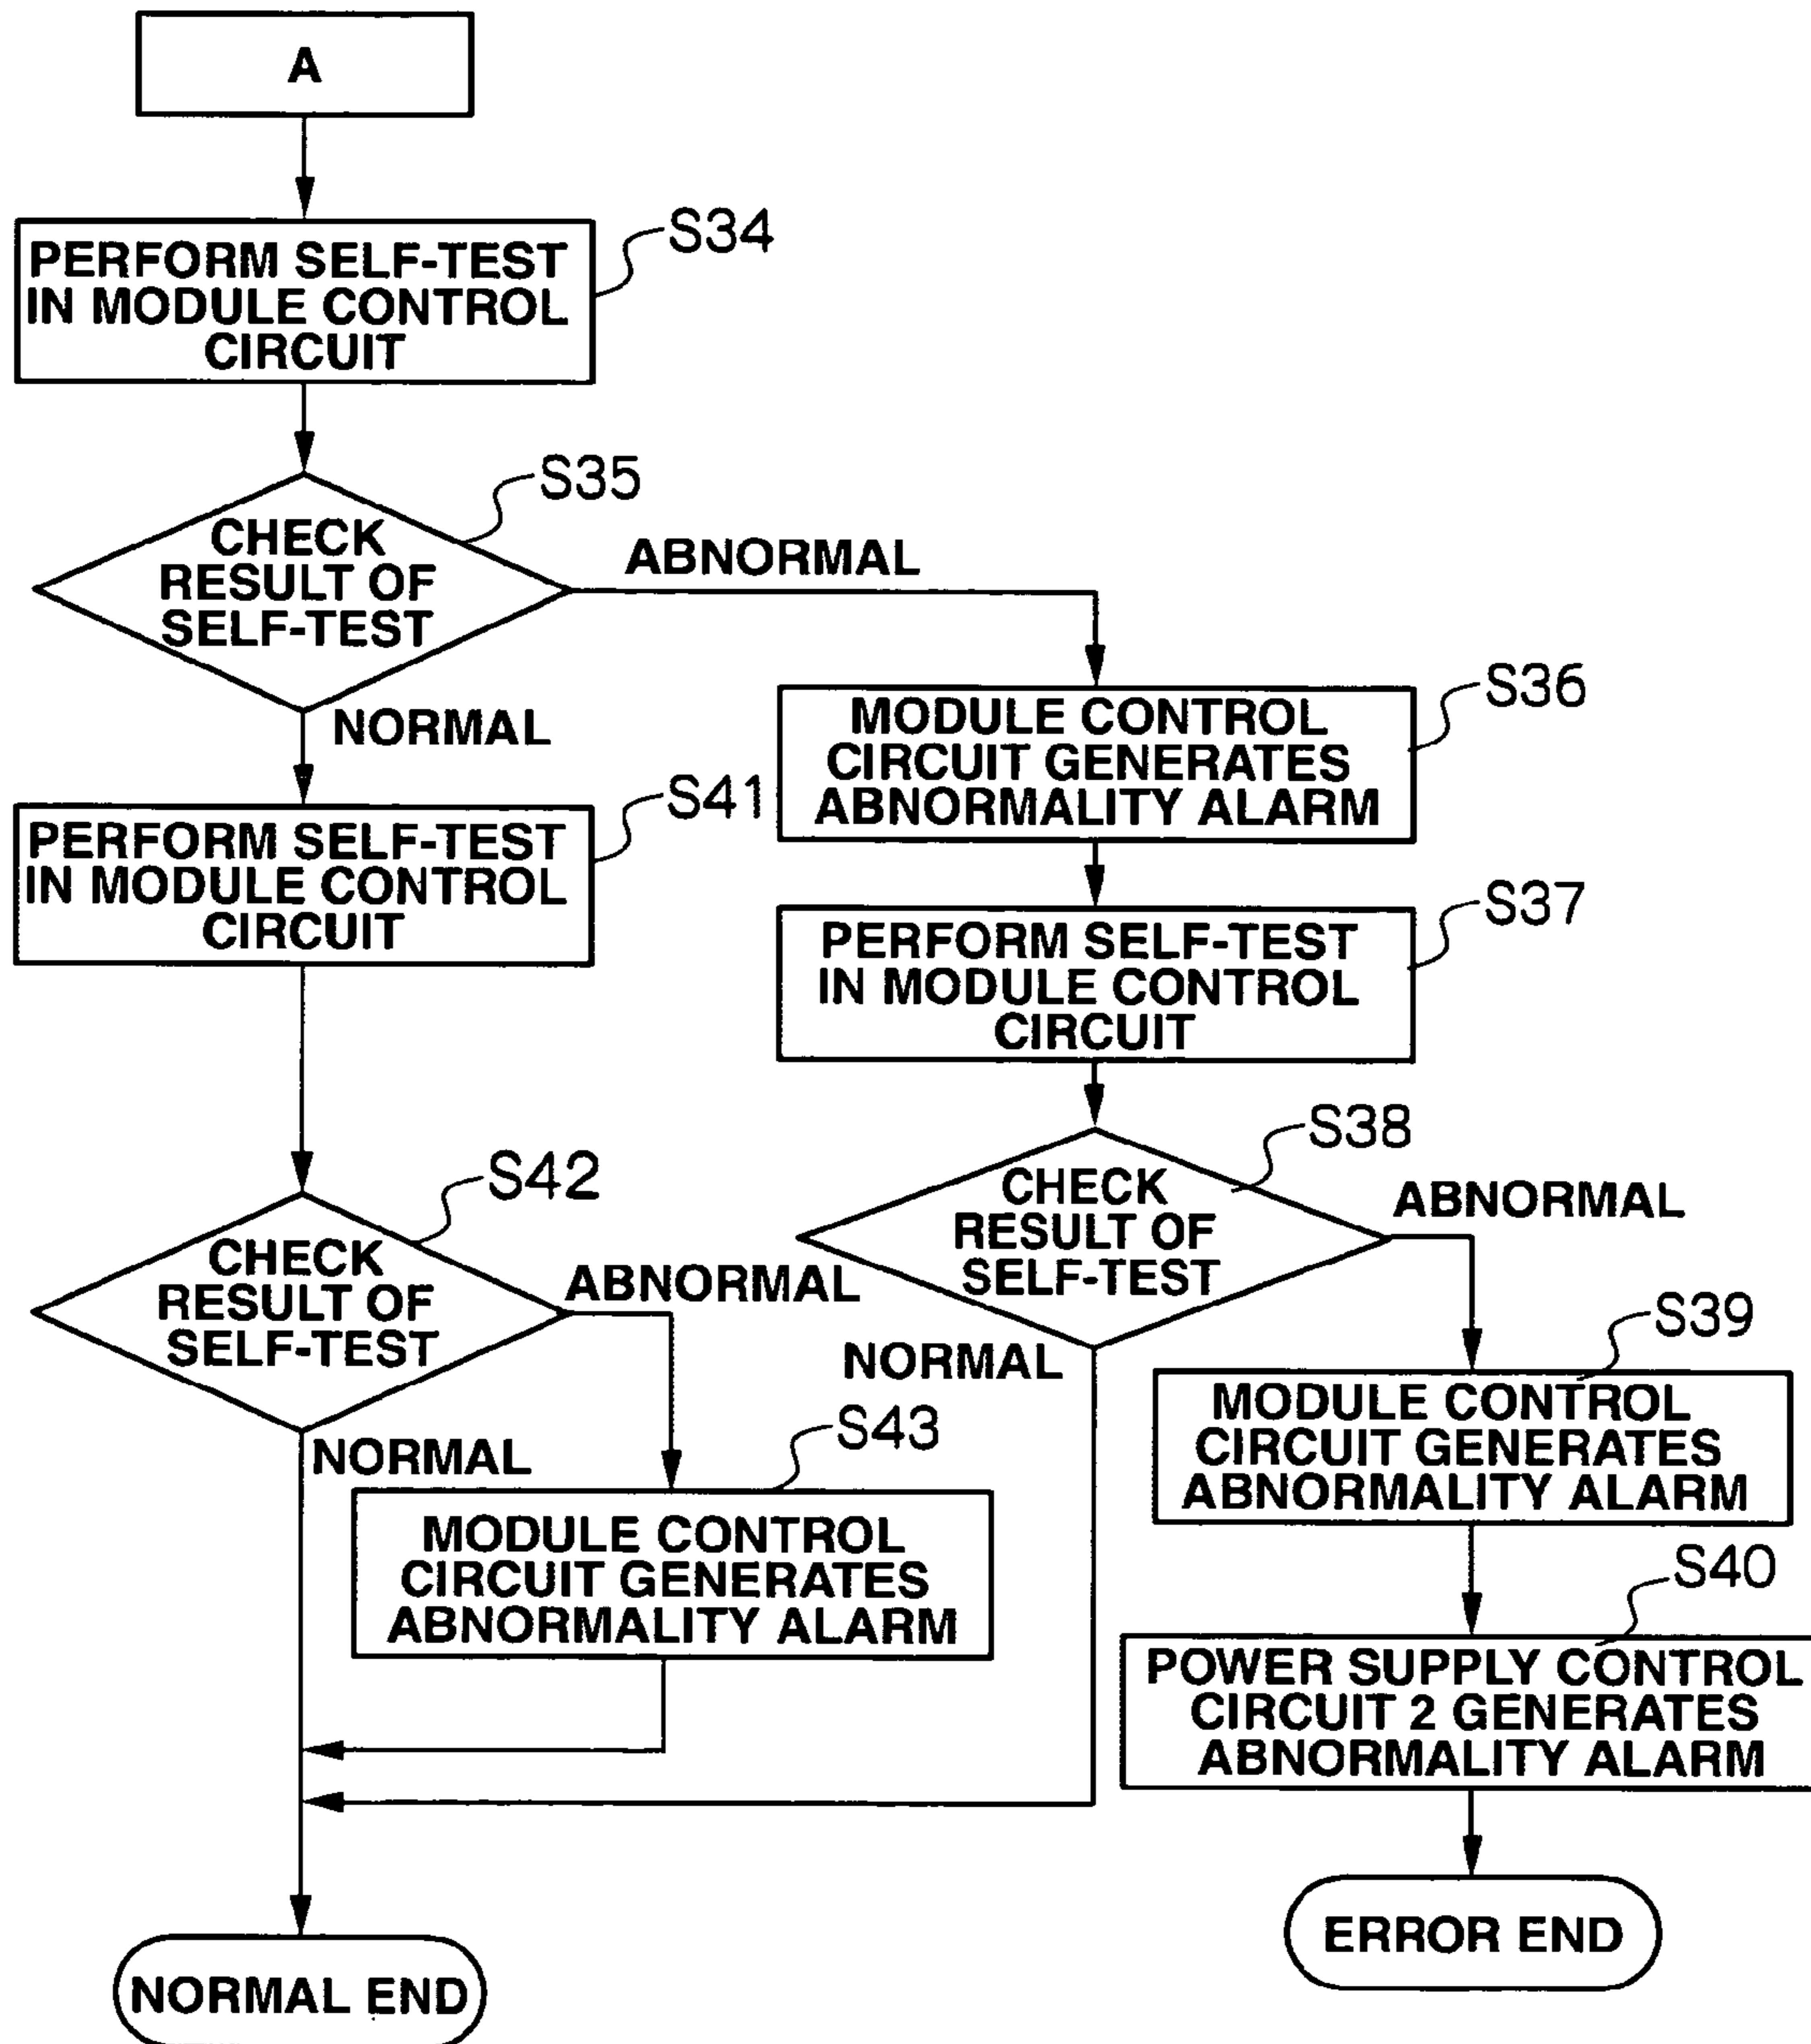 A
PERFORM SELF-TEST
IN MODULE CONTROL
CIRCUIT
S34
CHECK
RESULT OF
SELF-TEST
S35
ABNORMAL
NORMAL
MODULE CONTROL
CIRCUIT GENERATES
ABNORMALITY ALARM
S36
PERFORM SELF-TEST
IN MODULE CONTROL
CIRCUIT
S41
PERFORM SELF-TEST
IN MODULE CONTROL
CIRCUIT
S37
CHECK
RESULT OF
SELF-TEST
S38
ABNORMAL
NORMAL
CHECK
RESULT OF
SELF-TEST
S42
ABNORMAL
NORMAL
MODULE CONTROL
CIRCUIT GENERATES
ABNORMALITY ALARM
S39
MODULE CONTROL
CIRCUIT GENERATES
ABNORMALITY ALARM
S43
POWER SUPPLY CONTROL
CIRCUIT 2 GENERATES
ABNORMALITY ALARM
S40
ERROR END
NORMAL END